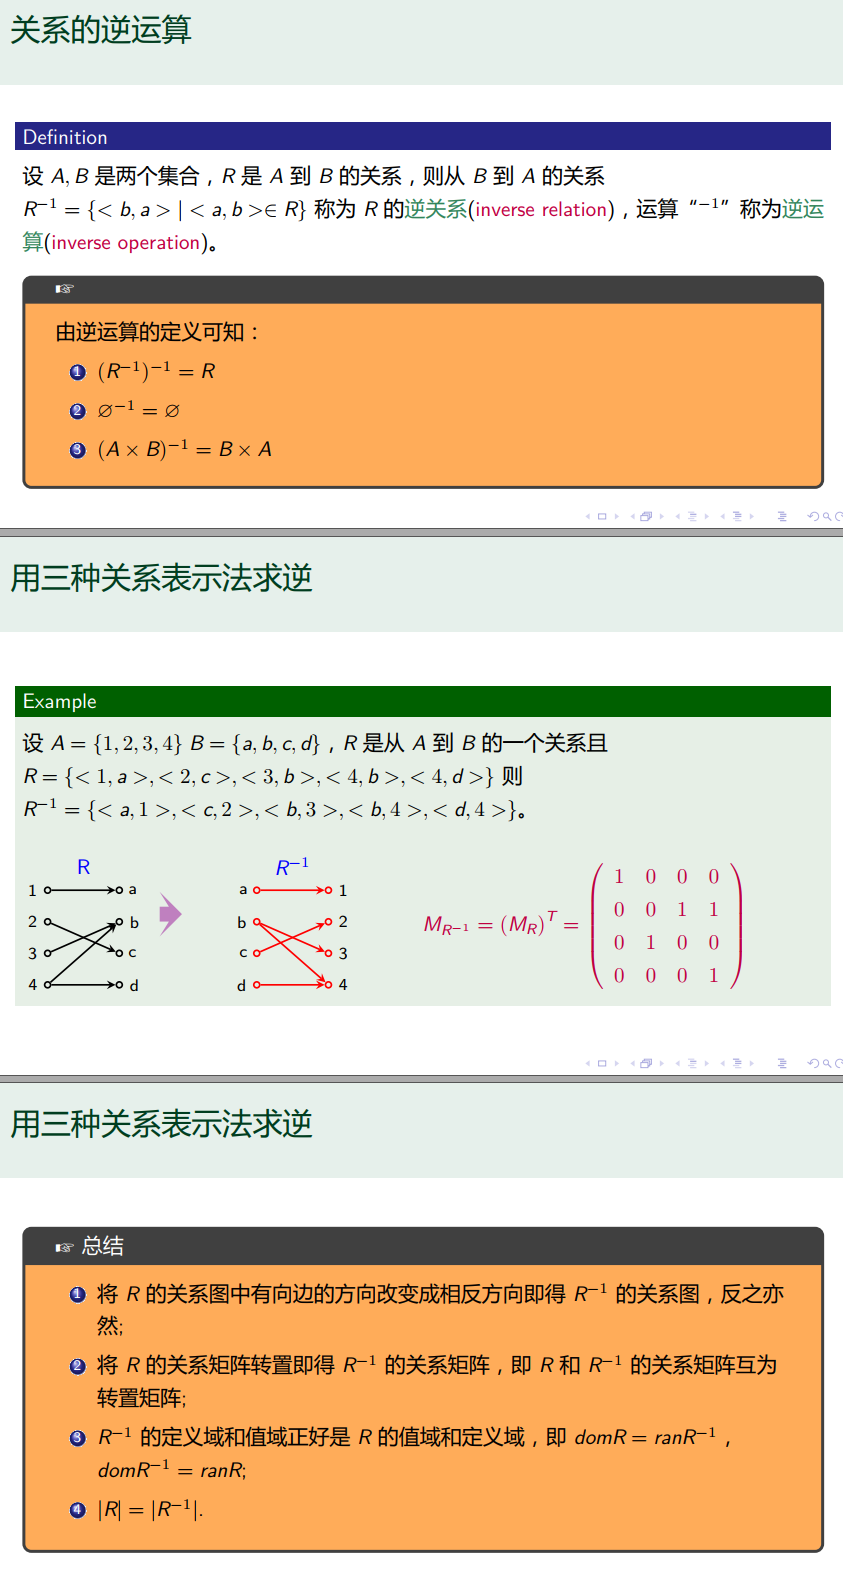 关系的逆运算
Definition
设 A, B 是两个集合，R 是 A 到 B 的关系，则从 B 到 A 的关系
R⁻¹ = {< b, a > | < a, b >∈ R} 称为 R 的逆关系(inverse relation)，运算 “⁻¹” 称为逆运
算(inverse operation)。
☞
由逆运算的定义可知：
1 (R⁻¹)⁻¹ = R
2 ∅⁻¹ = ∅
3 (A × B)⁻¹ = B × A
用三种关系表示法求逆
Example
设 A = {1, 2, 3, 4} B = {a, b, c, d}，R 是从 A 到 B 的一个关系且
R = {< 1, a >, < 2, c >, < 3, b >, < 4, b >, < 4, d >} 则
R⁻¹ = {< a, 1 >, < c, 2 >, < b, 3 >, < b, 4 >, < d, 4 >}。
R
1 a
2 b
3 c
4 d
R⁻¹
a 1
b 2
c 3
d 4
M_{R⁻¹} = (M_R)ᵀ =
1 0 0 0
0 0 1 1
0 1 0 0
0 0 0 1
用三种关系表示法求逆
☞ 总结
1 将 R 的关系图中有向边的方向改变成相反方向即得 R⁻¹ 的关系图，反之亦
然;
2 将 R 的关系矩阵转置即得 R⁻¹ 的关系矩阵，即 R 和 R⁻¹ 的关系矩阵互为
转置矩阵;
3 R⁻¹ 的定义域和值域正好是 R 的值域和定义域，即 domR = ranR⁻¹，
domR⁻¹ = ranR;
4 |R| = |R⁻¹|.